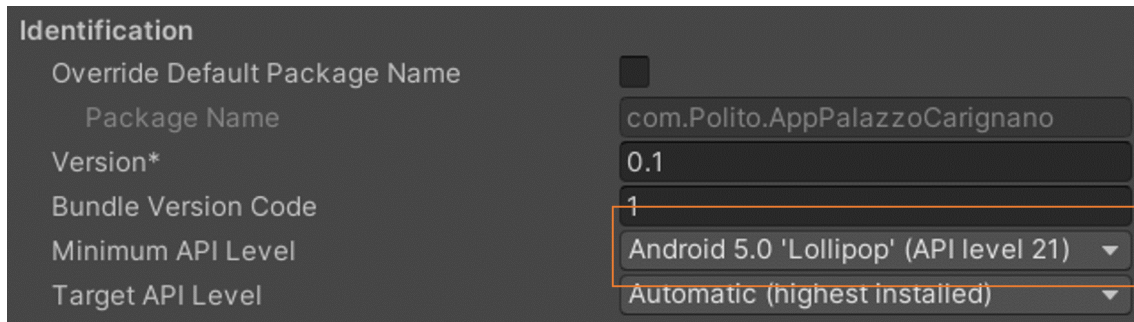 Identification
Override Default Package Name
Package Name com.Polito.AppPalazzoCarignano
Version* 0.1
Bundle Version Code 1
Minimum API Level Android 5.0 'Lollipop' (API level 21)
Target API Level Automatic (highest installed)